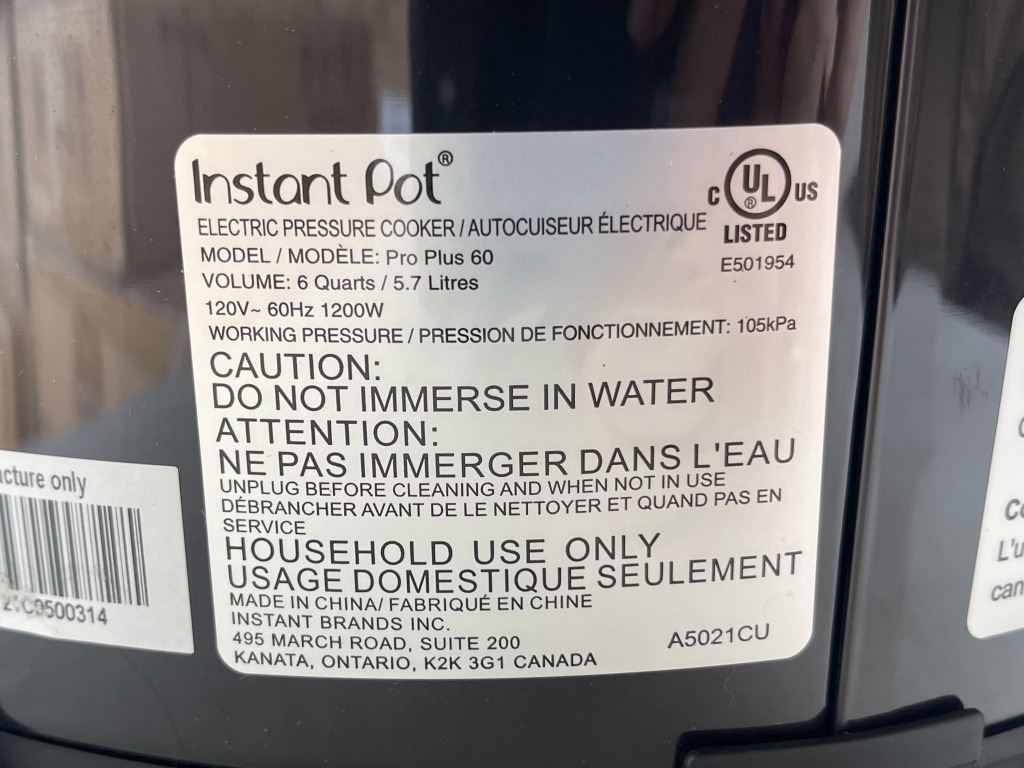 Instant Pot®
C UL® US
LISTED
E501954
ELECTRIC PRESSURE COOKER / AUTOCUISEUR ÉLECTRIQUE
MODEL / MODÈLE: Pro Plus 60
VOLUME: 6 Quarts / 5.7 Litres
120V~ 60Hz 1200W
WORKING PRESSURE / PRESSION DE FONCTIONNEMENT: 105kPa
CAUTION:
DO NOT IMMERSE IN WATER
ATTENTION:
NE PAS IMMERGER DANS L'EAU
UNPLUG BEFORE CLEANING AND WHEN NOT IN USE
DÉBRANCHER AVANT DE LE NETTOYER ET QUAND PAS EN
SERVICE
HOUSEHOLD USE ONLY
USAGE DOMESTIQUE SEULEMENT
MADE IN CHINA/ FABRIQUÉ EN CHINE
INSTANT BRANDS INC.
495 MARCH ROAD, SUITE 200
KANATA, ONTARIO, K2K 3G1 CANADA
A5021CU
only
L'u
can